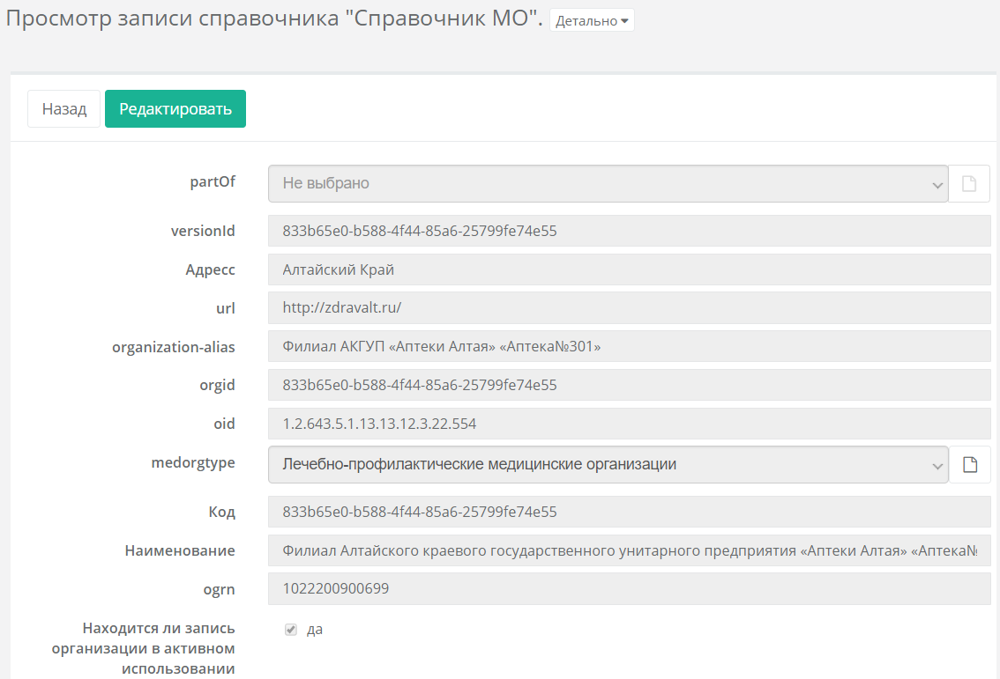 Просмотр записи справочника "Справочник МО". Детально
Назад Редактировать
partOf Не выбрано
versionId 833b65e0-b588-4f44-85a6-25799fe74e55
Адресс Алтайский Край
url http://zdravalt.ru/
organization-alias Филиал АКГУП «Аптеки Алтая» «Аптека№301»
orgid 833b65e0-b588-4f44-85a6-25799fe74e55
oid 1.2.643.5.1.13.13.12.3.22.554
medorgtype Лечебно-профилактические медицинские организации
Код 833b65e0-b588-4f44-85a6-25799fe74e55
Наименование Филиал Алтайского краевого государственного унитарного предприятия «Аптеки Алтая» «Аптека№
ogrn 1022200900699
Находится ли запись да
организации в активном
использовании